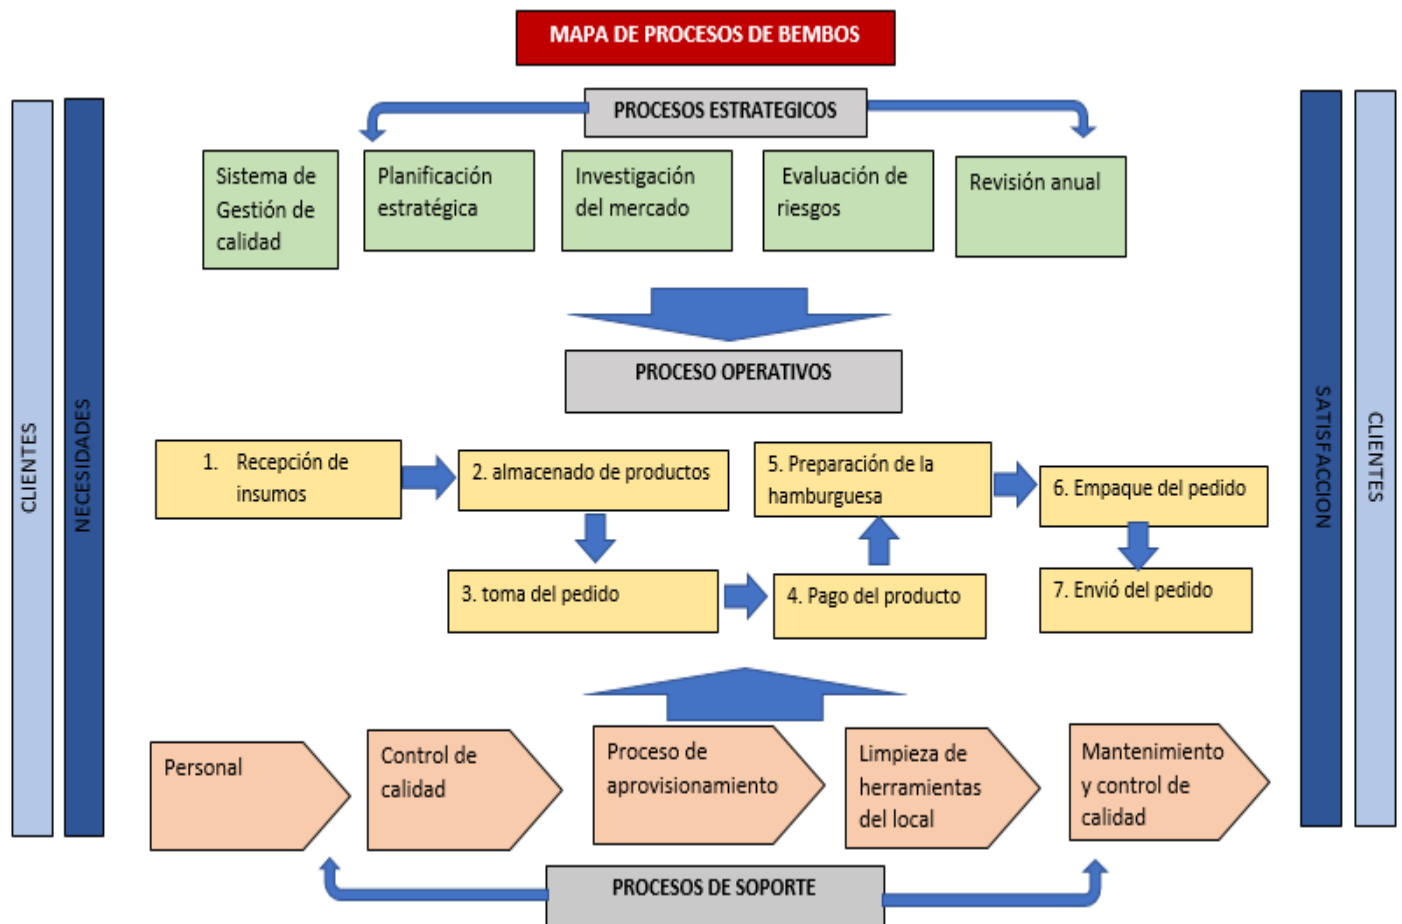 MAPA DE PROCESOS DE BEMBOS
PROCESOS ESTRATEGICOS
Sistema de
Gestión de
calidad
Planificación
estratégica
Investigación
del mercado
Evaluación de
riesgos
Revisión anual
PROCESO OPERATIVOS
CLIENTES
NECESIDADES
1. Recepción de
insumos
2. almacenado de productos
3. toma del pedido
4. Pago del producto
5. Preparación de la
hamburguesa
6. Empaque del pedido
7. Envió del pedido
SATISFACCION
CLIENTES
Personal
Control de
calidad
Proceso de
aprovisionamiento
Limpieza de
herramientas
del local
Mantenimiento
y control de
calidad
PROCESOS DE SOPORTE